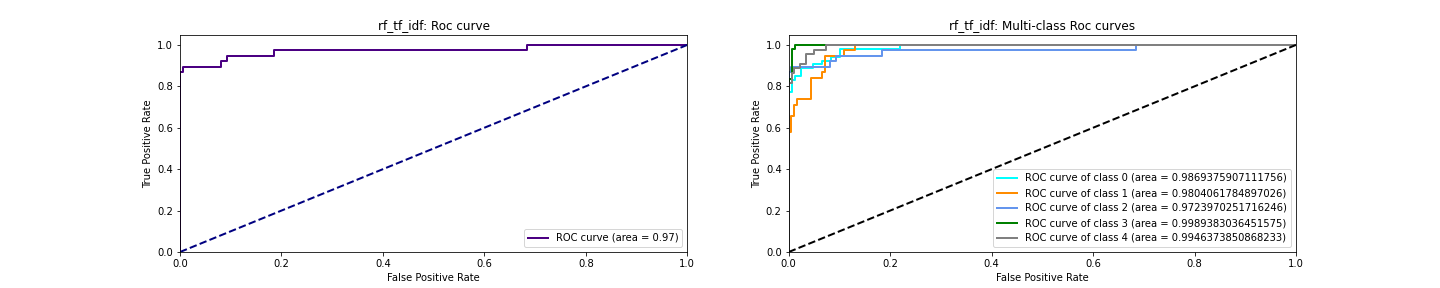 rf_tf_idf: Roc curve
1.0
0.8
0.6
0.4
0.2
0.0
True Positive Rate
ROC curve (area = 0.97)
0.0 0.2 0.4 0.6 0.8 1.0
False Positive Rate
rf_tf_idf: Multi-class Roc curves
1.0
0.8
0.6
0.4
0.2
0.0
True Positive Rate
ROC curve of class 0 (area = 0.9869375907111756)
ROC curve of class 1 (area = 0.9804061784897026)
ROC curve of class 2 (area = 0.9723970251716246)
ROC curve of class 3 (area = 0.9989383036451575)
ROC curve of class 4 (area = 0.9946373850868233)
0.0 0.2 0.4 0.6 0.8 1.0
False Positive Rate